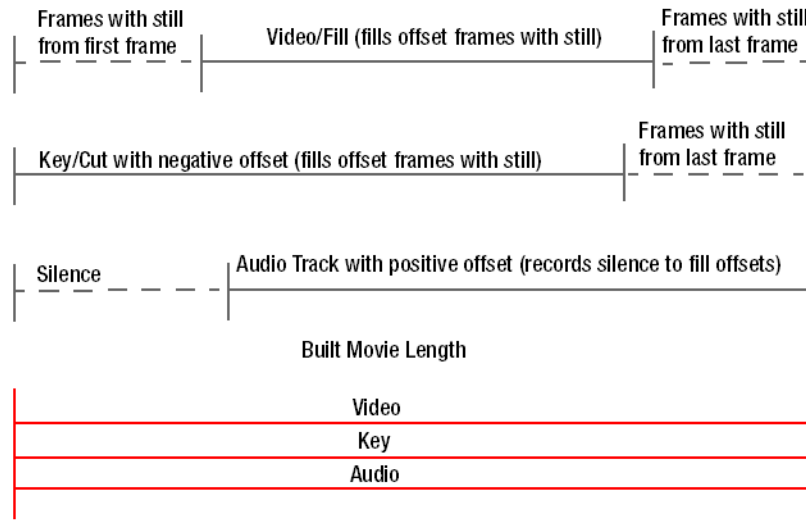 Frames with still
from first frame
Video/Fill (fills offset frames with still)
Frames with still
from last frame
Key/Cut with negative offset (fills offset frames with still)
Frames with still
from last frame
Silence
Audio Track with positive offset (records silence to fill offsets)
Built Movie Length
Video
Key
Audio